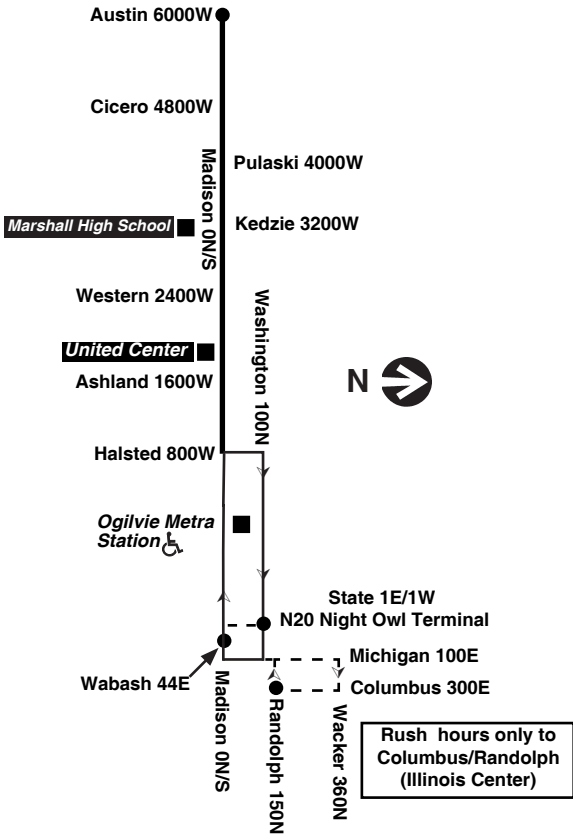 Austin 6000W
Cicero 4800W
Madison 0N/S
Pulaski 4000W
Marshall High School
Kedzie 3200W
Western 2400W
Washington 100N
United Center
Ashland 1600W
N
Halsted 800W
Ogilvie Metra
Station
State 1E/1W
N20 Night Owl Terminal
Michigan 100E
Wabash 44E
Columbus 300E
Madison 0N/S
Randolph 150N
Wacker 360N
Rush hours only to
Columbus/Randolph
(Illinois Center)